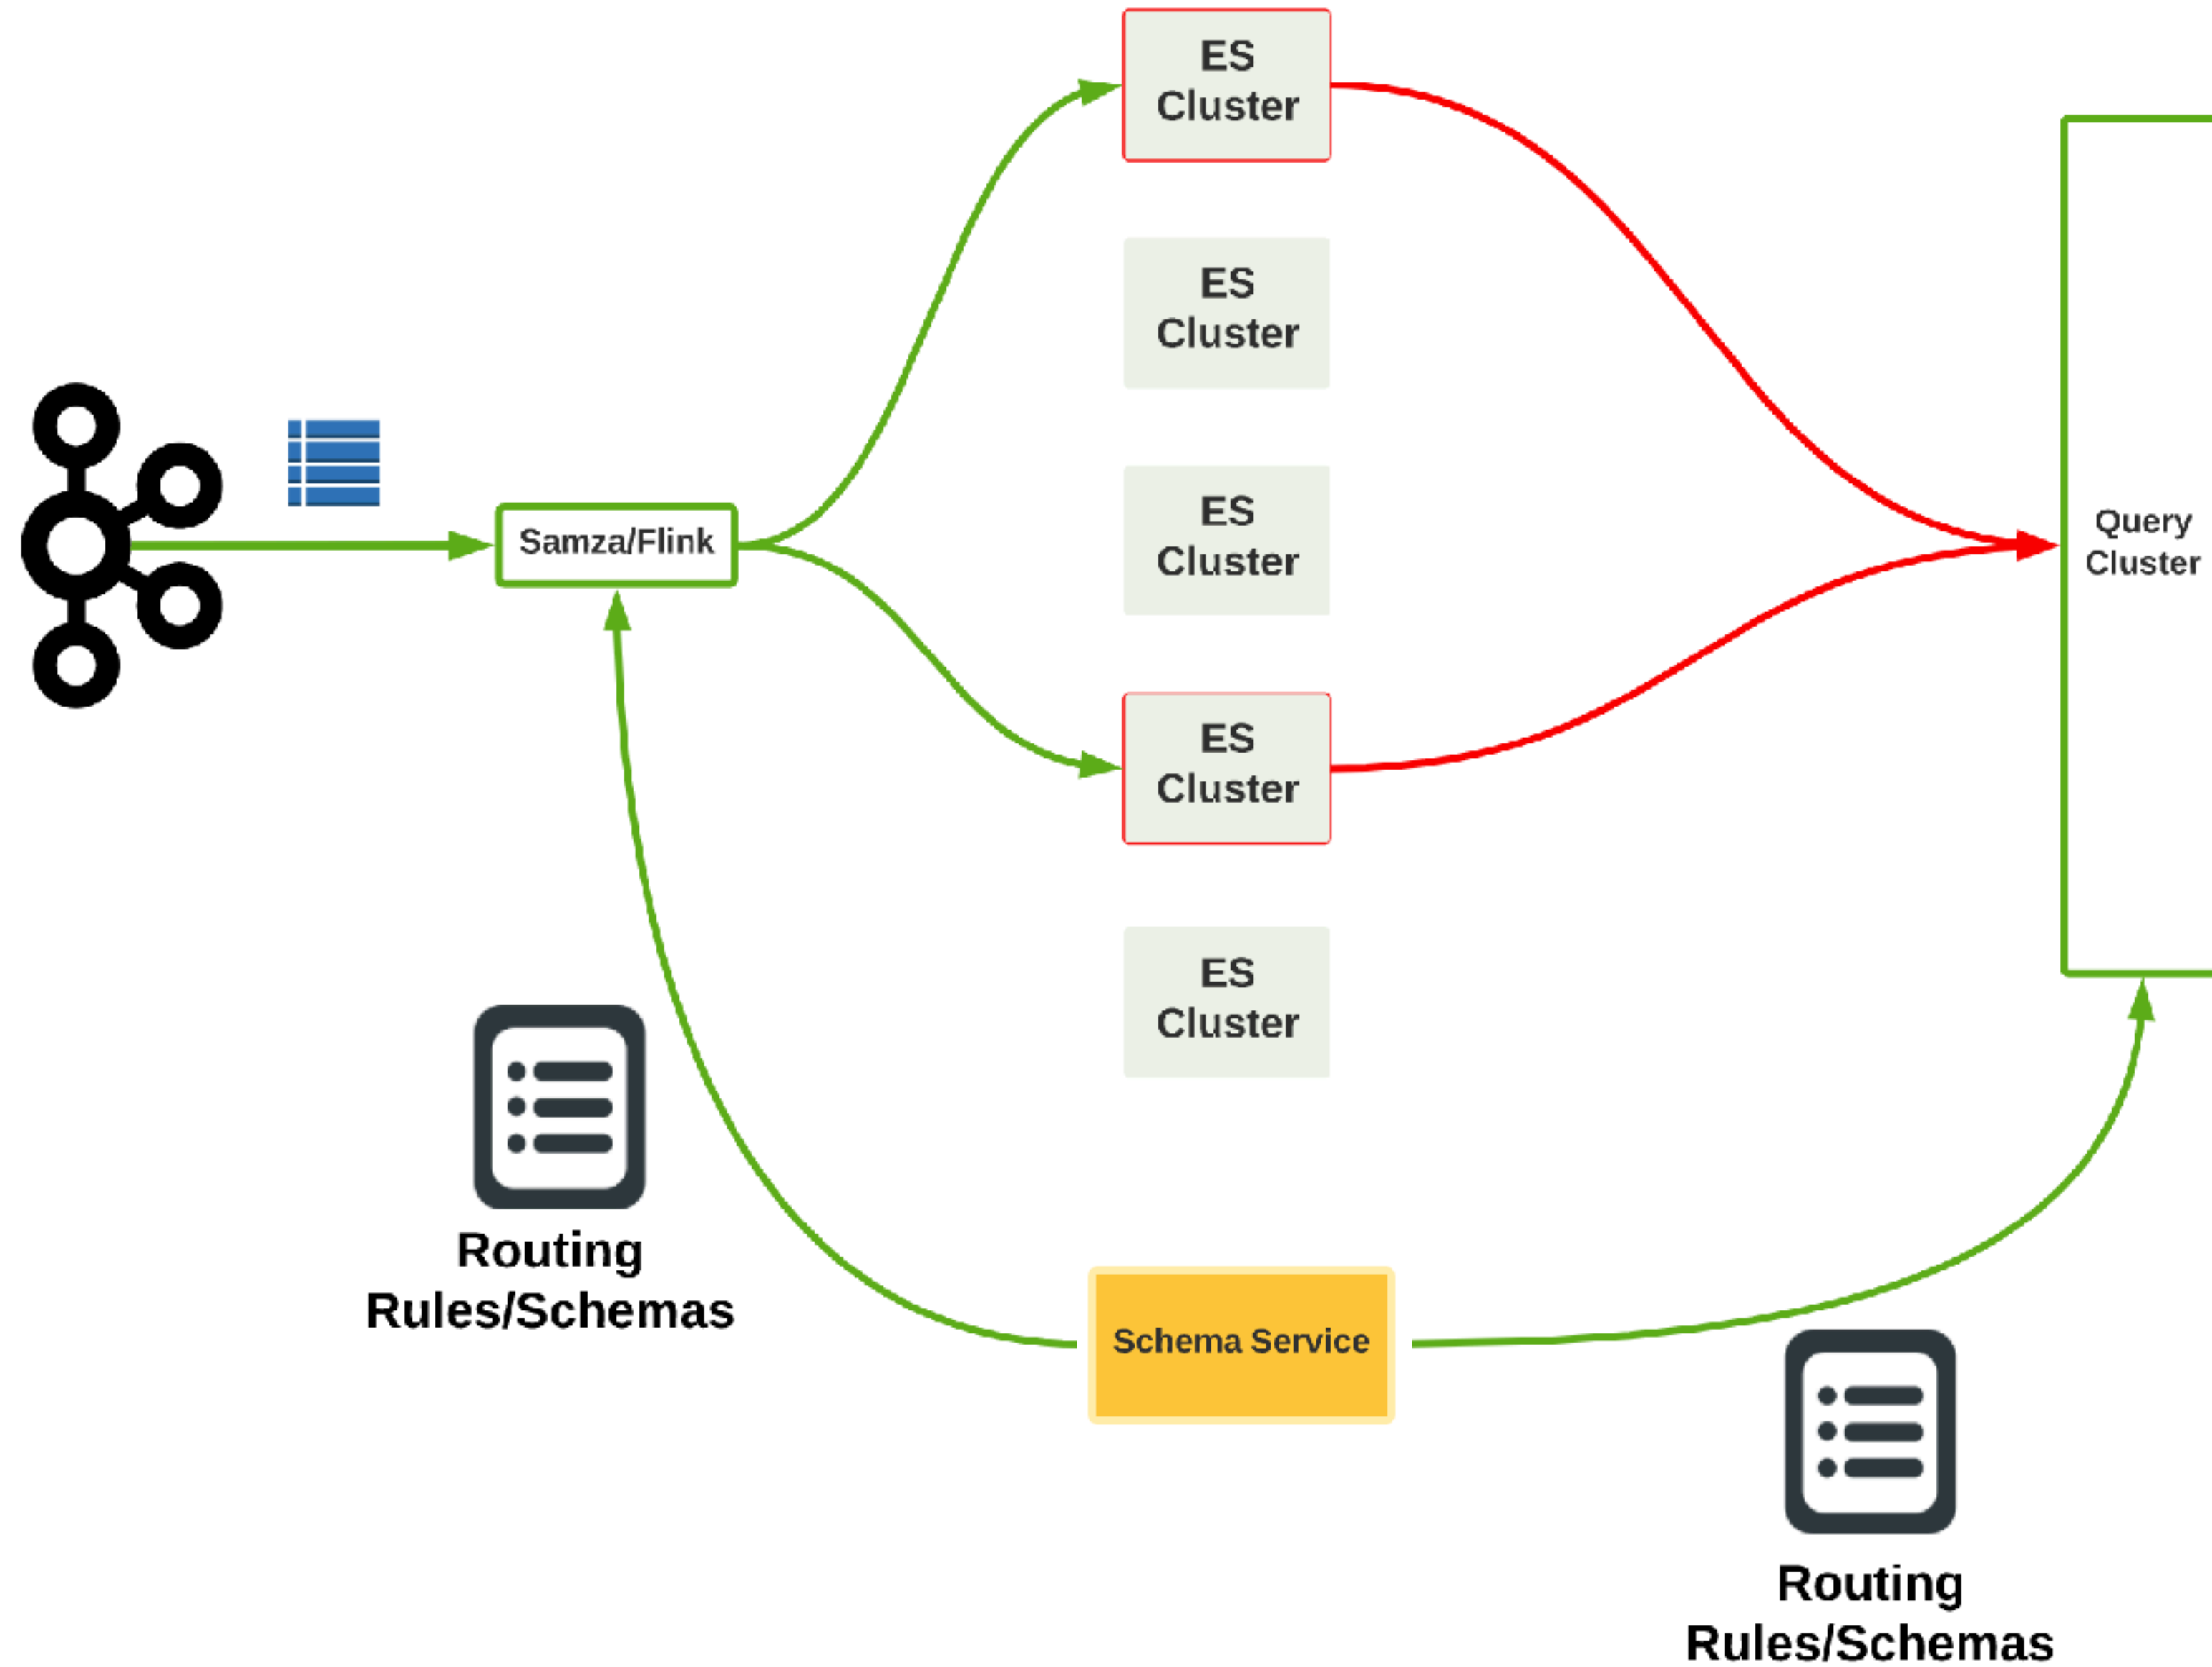 ES
Cluster
ES
Cluster
ES
Cluster
Samza/Flink
Query
Cluster
ES
Cluster
ES
Cluster
Routing
Rules/Schemas
Schema Service
Routing
Rules/Schemas